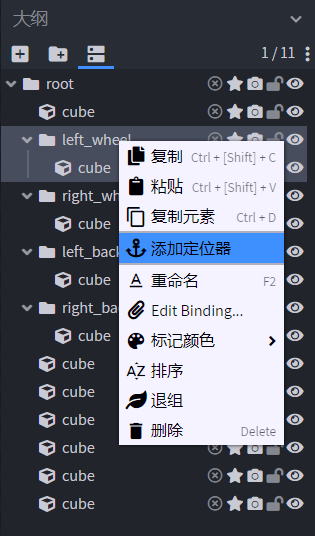 大纲
1 / 11
root
cube
left_wheel
cube
right_wh
cube
left_back
cube
right_ba
cube
cube
cube
cube
cube
cube
cube
复制 Ctrl + [Shift] + C
粘贴 Ctrl + [Shift] + V
复制元素 Ctrl + D
添加定位器
重命名 F2
Edit Binding...
标记颜色
排序
退组
删除 Delete